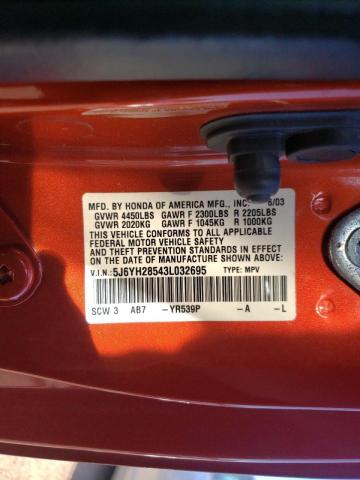 MFD. BY HONDA OF AMERICA MFG., INC. 6/03
GVWR 4450LBS GAWR F 2300LBS R 2205LBS
GVWR 2020KG GAWR F 1045KG R 1000KG
THIS VEHICLE CONFORMS TO ALL APPLICABLE
FEDERAL MOTOR VEHICLE SAFETY
AND THEFT PREVENTION STANDARDS IN EFFECT
ON THE DATE OF MANUFACTURE SHOWN ABOVE.
V.I.N.: 5J6YH28543L032695 TYPE: MPV
SCW 3 AB7 -YR539P -A -L